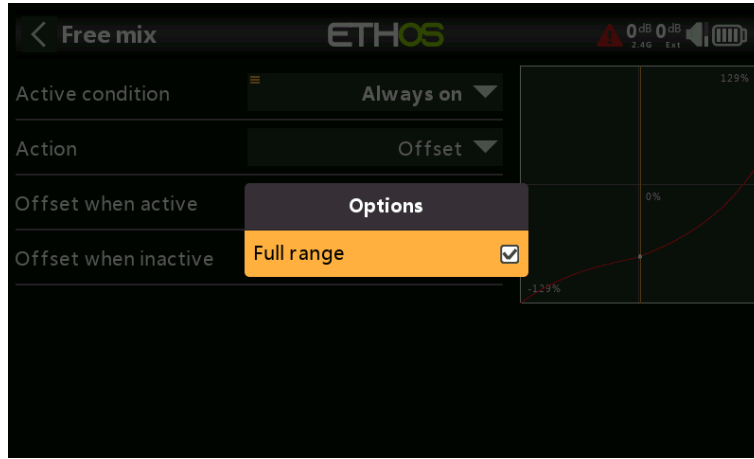 Free mix
ETHOS
0dB 0dB
2.4G Ext
Active condition
Always on
129%
Action
Offset
Offset when active
Options
0%
Offset when inactive
Full range
-129%